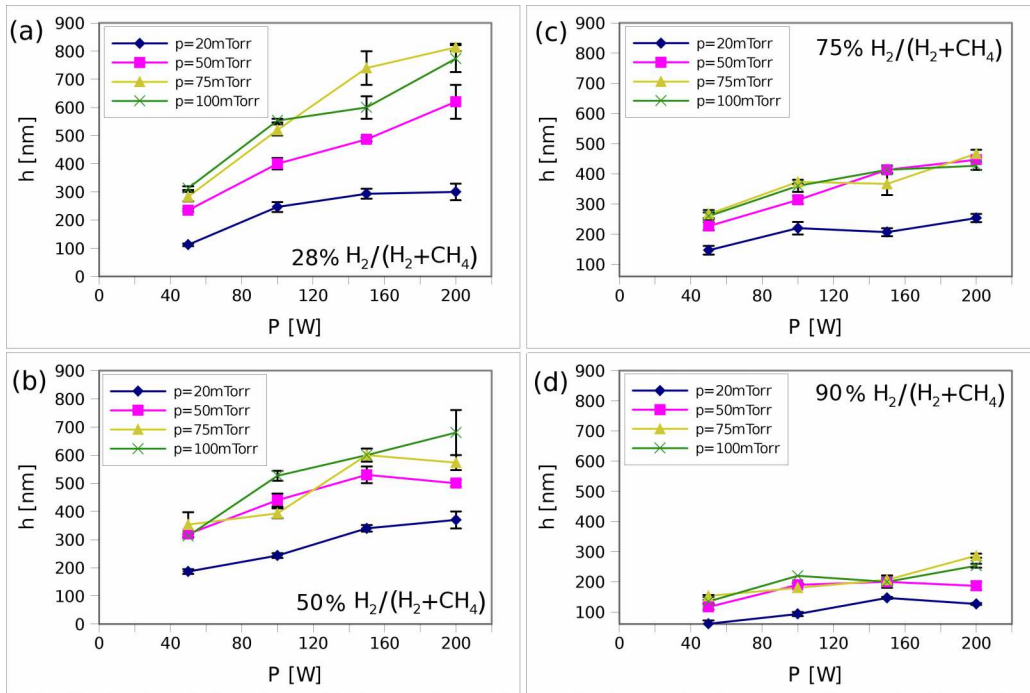 (a)
900
800
700
600
500
400
300
200
100
0
h [nm]
p=20mTorr
p=50mTorr
p=75mTorr
p=100mTorr
28% H₂/(H₂+CH₄)
0 40 80 120 160 200
P [W]
(c)
900
800
700
600
500
400
300
200
100
h [nm]
p=20mTorr
p=50mTorr
p=75mTorr
p=100mTorr
75% H₂/(H₂+CH₄)
0 40 80 120 160 200
P [W]
(b)
900
800
700
600
500
400
300
200
100
0
h [nm]
p=20mTorr
p=50mTorr
p=75mTorr
p=100mTorr
50% H₂/(H₂+CH₄)
0 40 80 120 160 200
P [W]
(d)
900
800
700
600
500
400
300
200
100
h [nm]
p=20mTorr
p=50mTorr
p=75mTorr
p=100mTorr
90% H₂/(H₂+CH₄)
0 40 80 120 160 200
P [W]